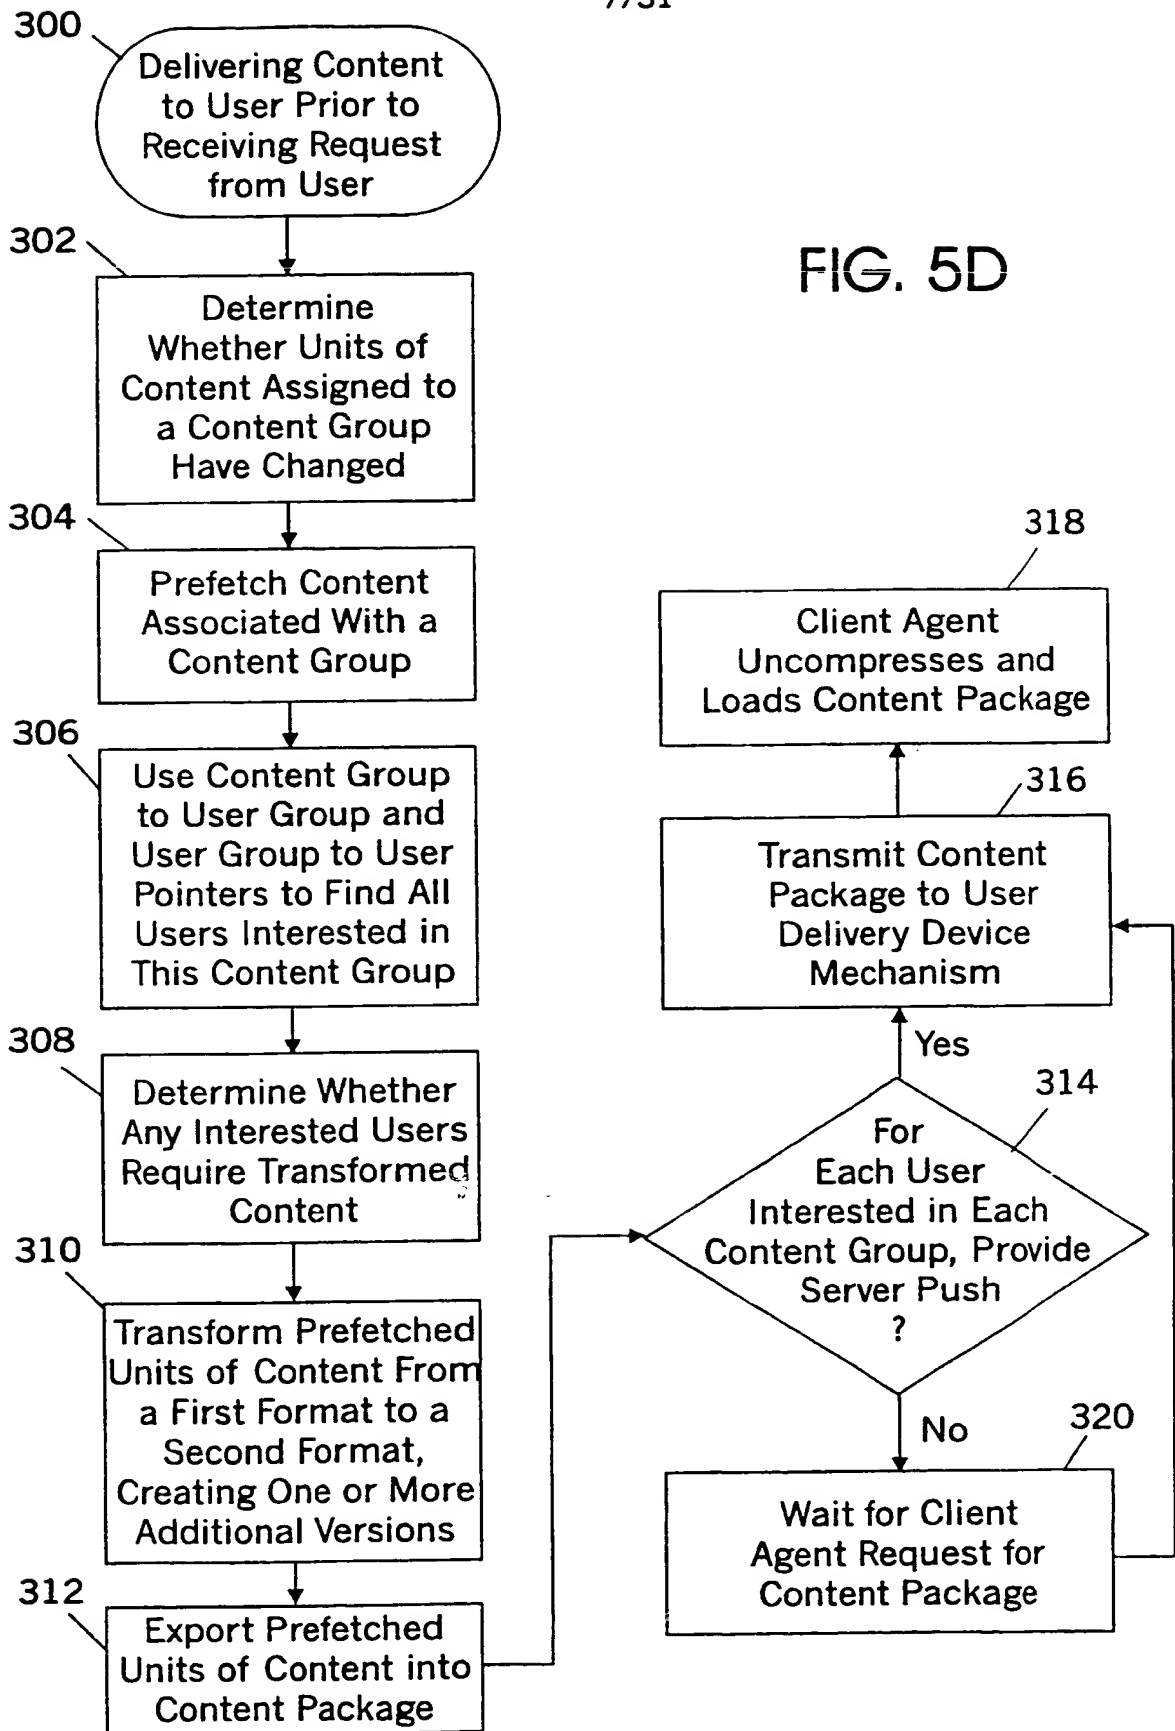 7/31
300
Delivering Content
to User Prior to
Receiving Request
from User
302
Determine
Whether Units of
Content Assigned to
a Content Group
Have Changed
304
Prefetch Content
Associated With a
Content Group
306
Use Content Group
to User Group and
User Group to User
Pointers to Find All
Users Interested in
This Content Group
308
Determine Whether
Any Interested Users
Require Transformed
Content
310
Transform Prefetched
Units of Content From
a First Format to a
Second Format,
Creating One or More
Additional Versions
312
Export Prefetched
Units of Content into
Content Package
FIG. 5D
318
Client Agent
Uncompresses and
Loads Content Package
316
Transmit Content
Package to User
Delivery Device
Mechanism
Yes
314
For
Each User
Interested in Each
Content Group, Provide
Server Push
?
No
320
Wait for Client
Agent Request for
Content Package